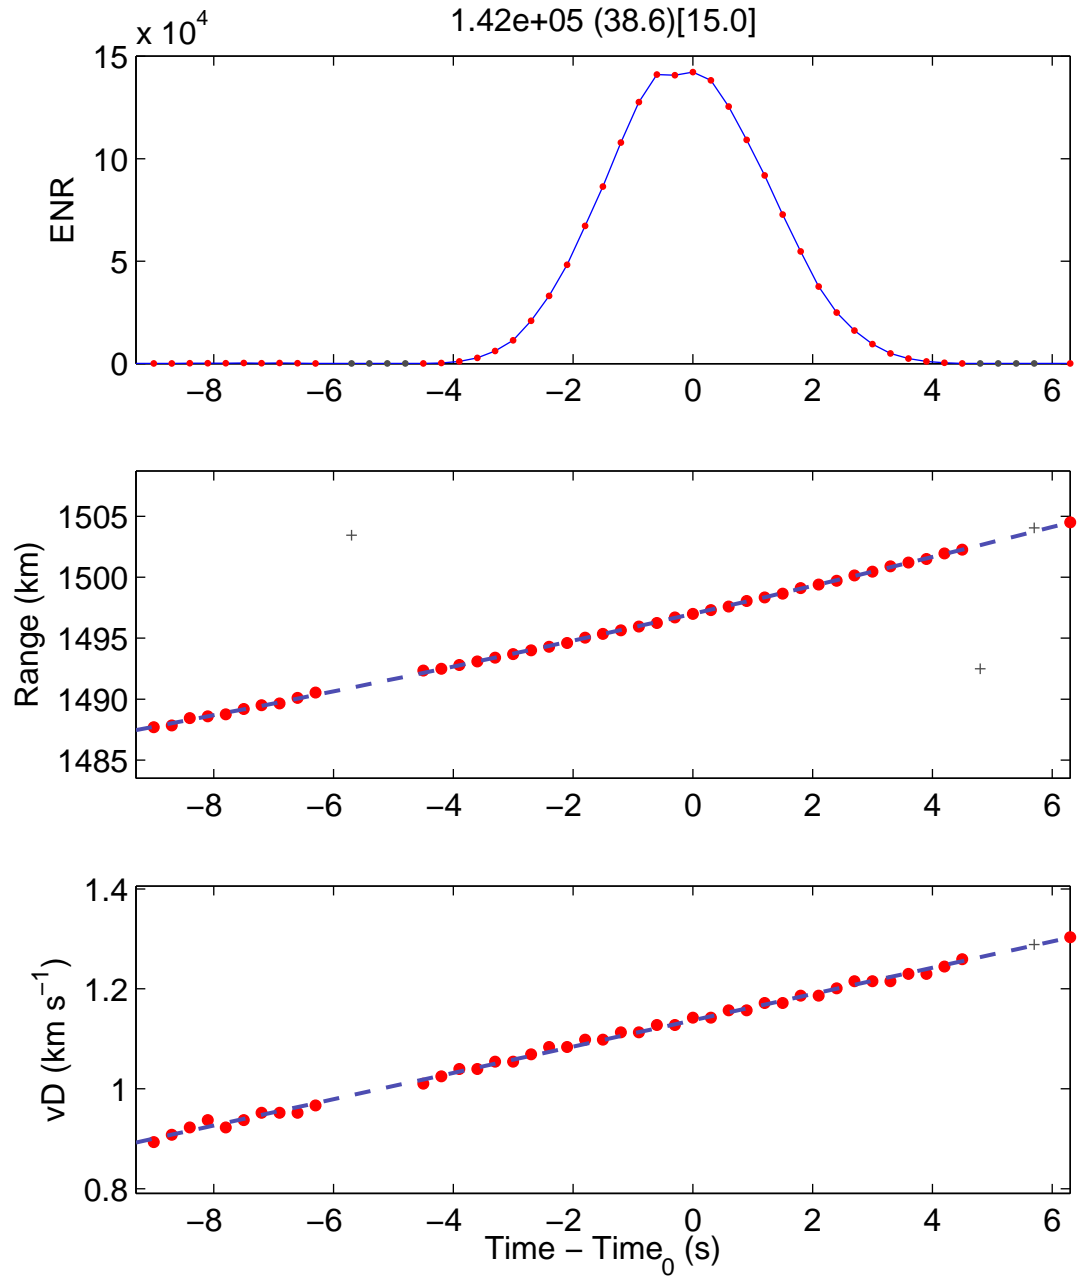 1.42e+05 (38.6)[15.0]
x 10^4
15
10
5
0
ENR
−8 −6 −4 −2 0 2 4 6
1505
1500
1495
1490
1485
Range (km)
−8 −6 −4 −2 0 2 4 6
1.4
1.2
1
0.8
vD (km s^−1)
−8 −6 −4 −2 0 2 4 6
Time − Time_0 (s)